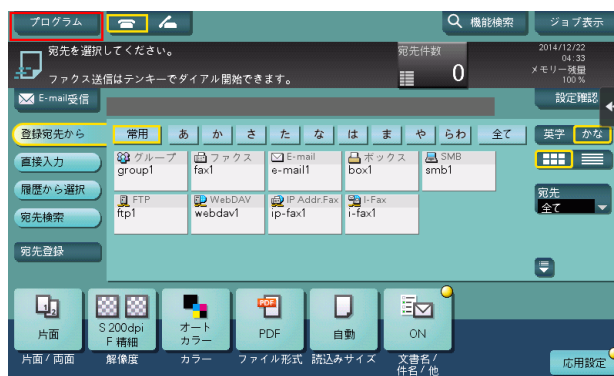 プログラム
機能検索
ジョブ表示
宛先を選択してください。
ファクス送信はテンキーでダイアル開始できます。
宛先件数
0
2014/12/22
04:33
メモリー残量
100 %
E-mail受信
設定確認
登録宛先から
常用
あ
か
さ
た
な
は
ま
や
らわ
全て
英字
かな
直接入力
履歴から選択
宛先検索
宛先登録
グループ
group1
ファクス
fax1
E-mail
e-mail1
ボックス
box1
SMB
smb1
FTP
ftp1
WebDAV
webdav1
IP Addr.Fax
ip-fax1
I-Fax
i-fax1
宛先
全て
片面
S 200dpi
F 精細
オート
カラー
PDF
PDF
自動
ON
片面 / 両面
解像度
カラー
ファイル形式
読込みサイズ
文書名 /
件名 / 他
応用設定